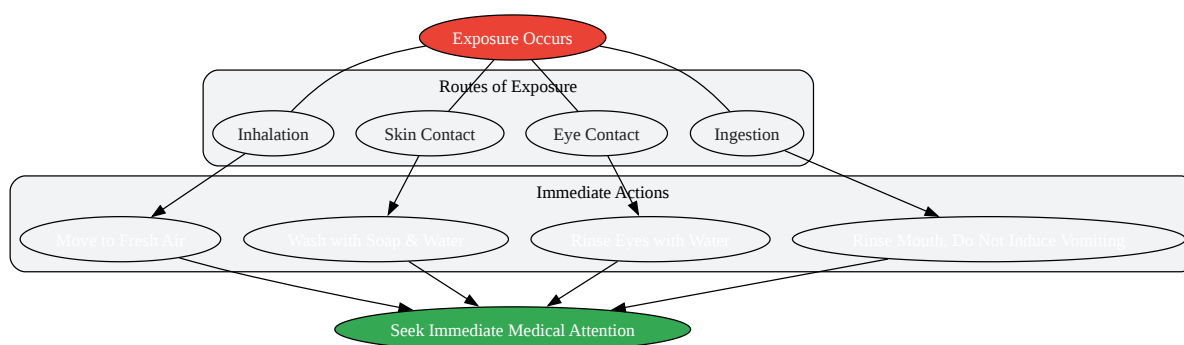 Exposure Occurs
Routes of Exposure
Inhalation
Skin Contact
Eye Contact
Ingestion
Immediate Actions
Move to Fresh Air
Wash with Soap & Water
Rinse Eyes with Water
Rinse Mouth, Do Not Induce Vomiting
Seek Immediate Medical Attention